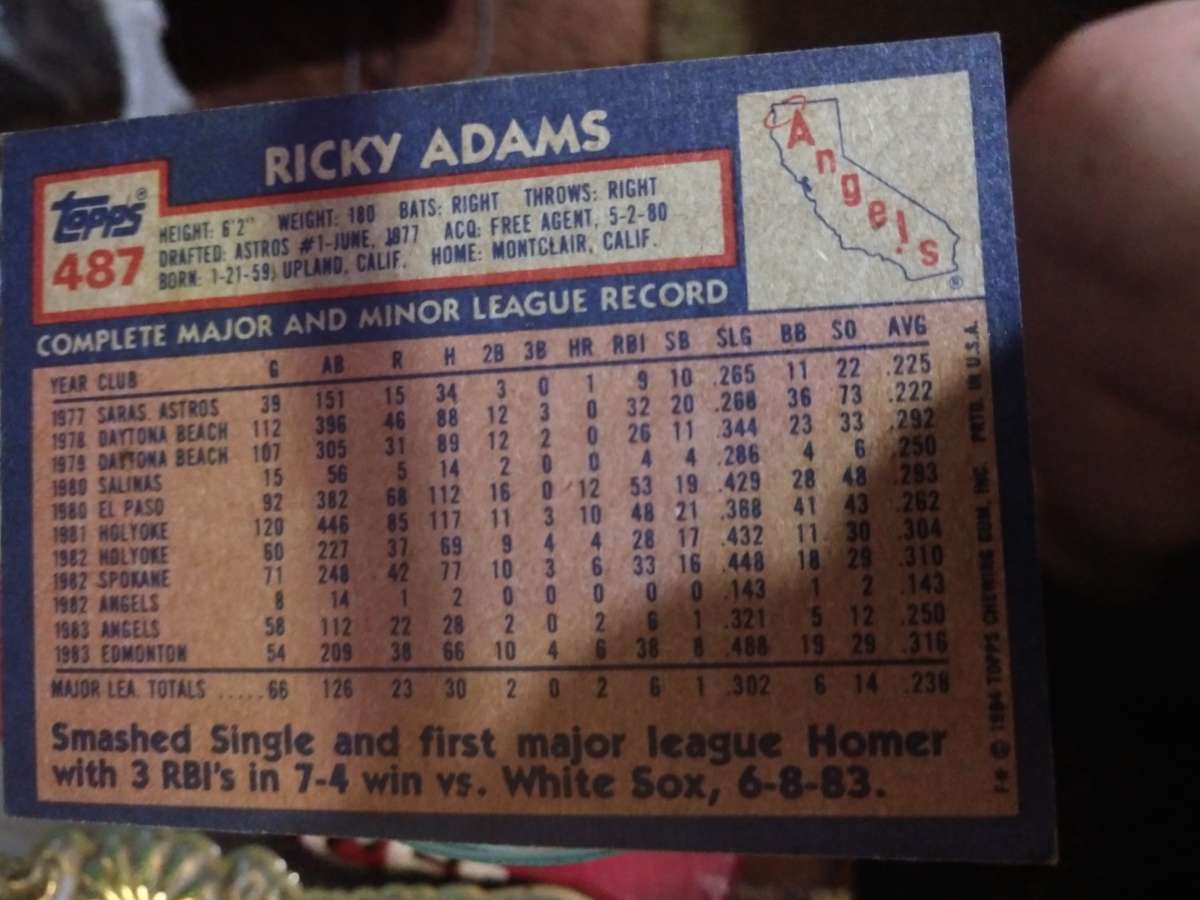 RICKY ADAMS
Angels
®
topps®
487
HEIGHT: 6'2" WEIGHT: 180 BATS: RIGHT THROWS: RIGHT
DRAFTED: ASTROS #1-JUNE, 1977 ACQ: FREE AGENT, 5-2-80
BORN: 1-21-59, UPLAND, CALIF. HOME: MONTCLAIR, CALIF.
COMPLETE MAJOR AND MINOR LEAGUE RECORD
YEAR CLUB G AB R H 2B 3B HR RBI SB SLG BB SO AVG
1977 SARAS. ASTROS 39 151 15 34 3 0 1 9 10 .265 11 22 .225
1978 DAYTONA BEACH 112 396 46 88 12 3 0 32 20 .268 36 73 .222
1979 DAYTONA BEACH 107 305 31 89 12 2 0 26 11 .344 23 33 .292
1980 SALINAS 15 56 5 14 2 0 0 4 4 .286 4 6 .250
1980 EL PASO 92 382 68 112 16 0 12 53 19 .429 28 48 .293
1981 HOLYOKE 120 446 85 117 11 3 10 48 21 .368 41 43 .262
1982 HOLYOKE 60 227 37 69 9 4 4 28 17 .432 11 30 .304
1982 SPOKANE 71 248 42 77 10 3 6 33 16 .448 18 29 .310
1982 ANGELS 8 14 1 2 0 0 0 0 0 .143 1 2 .143
1983 ANGELS 58 112 22 28 2 0 2 6 1 .321 5 12 .250
1983 EDMONTON 54 209 38 66 10 4 6 38 8 .488 19 29 .316
MAJOR LEA. TOTALS .....66 126 23 30 2 0 2 6 1 .302 6 14 .238
Smashed Single and first major league Homer
with 3 RBI's in 7-4 win vs. White Sox, 6-8-83.
© 1984 TOPPS CHEWING GUM, INC. PRTD. IN U.S.A.